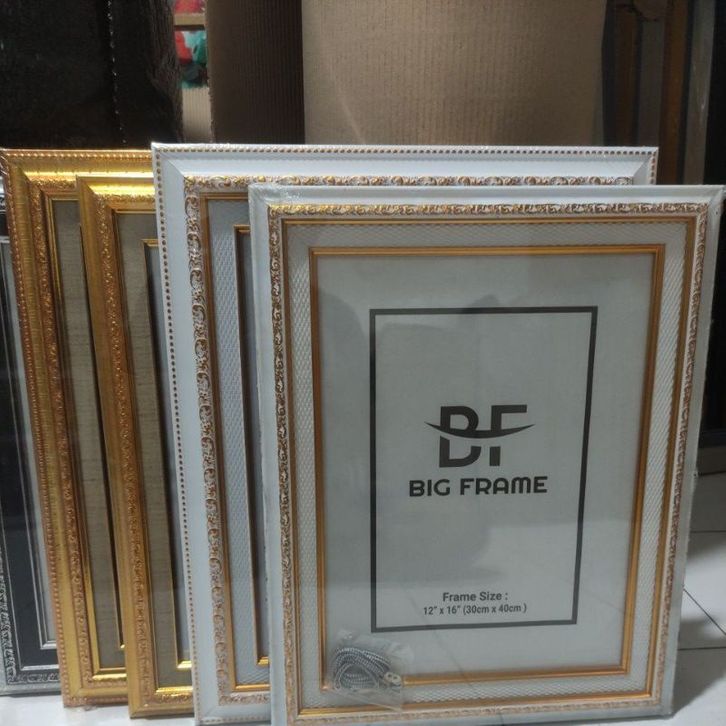 BF
BIG FRAME
Frame Size :
12" x 16" (30cm x 40cm )